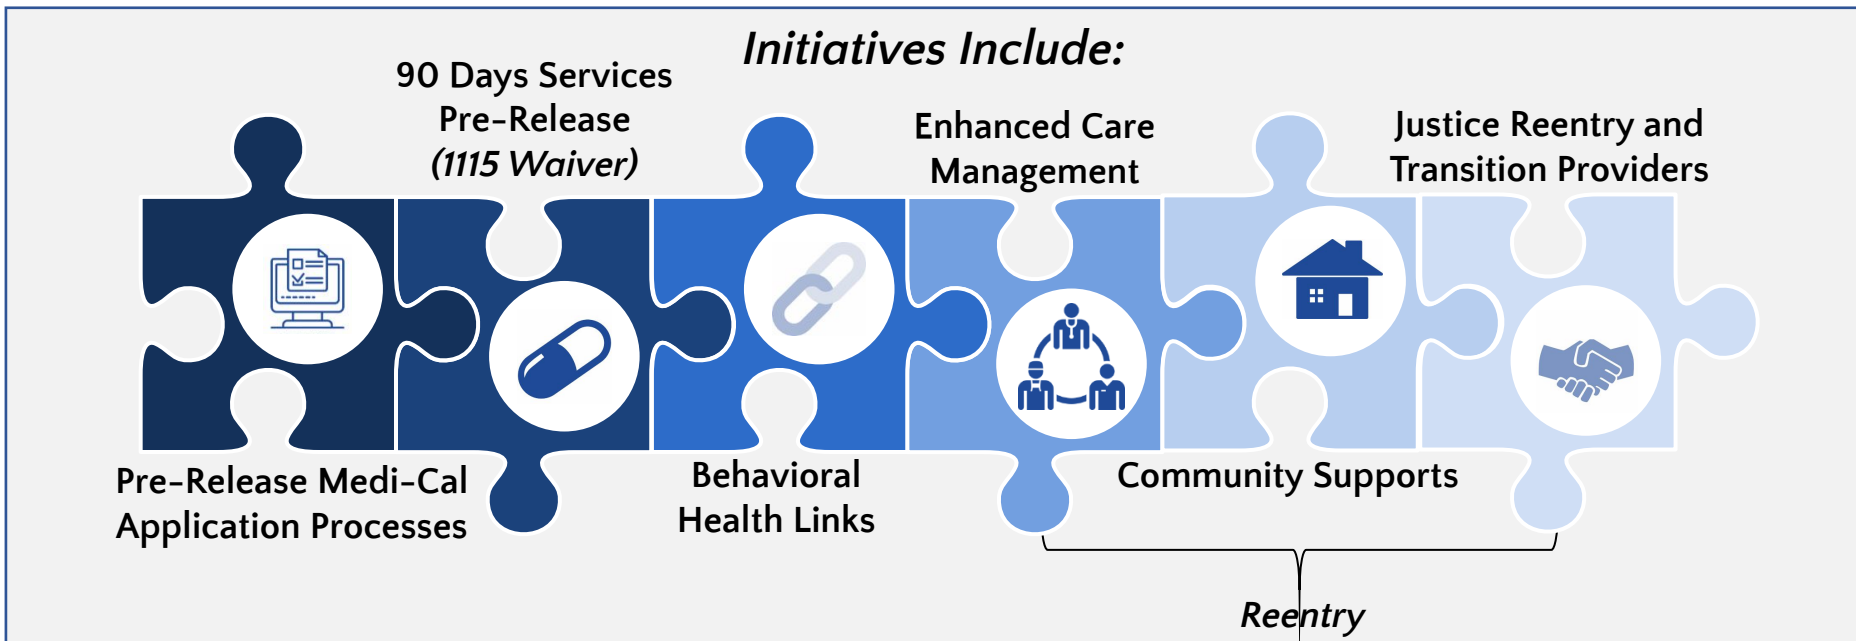 Initiatives Include:
90 Days Services
Pre-Release
(1115 Waiver)
Enhanced Care
Management
Justice Reentry and
Transition Providers
Pre-Release Medi-Cal
Application Processes
Behavioral
Health Links
Community Supports
Reentry